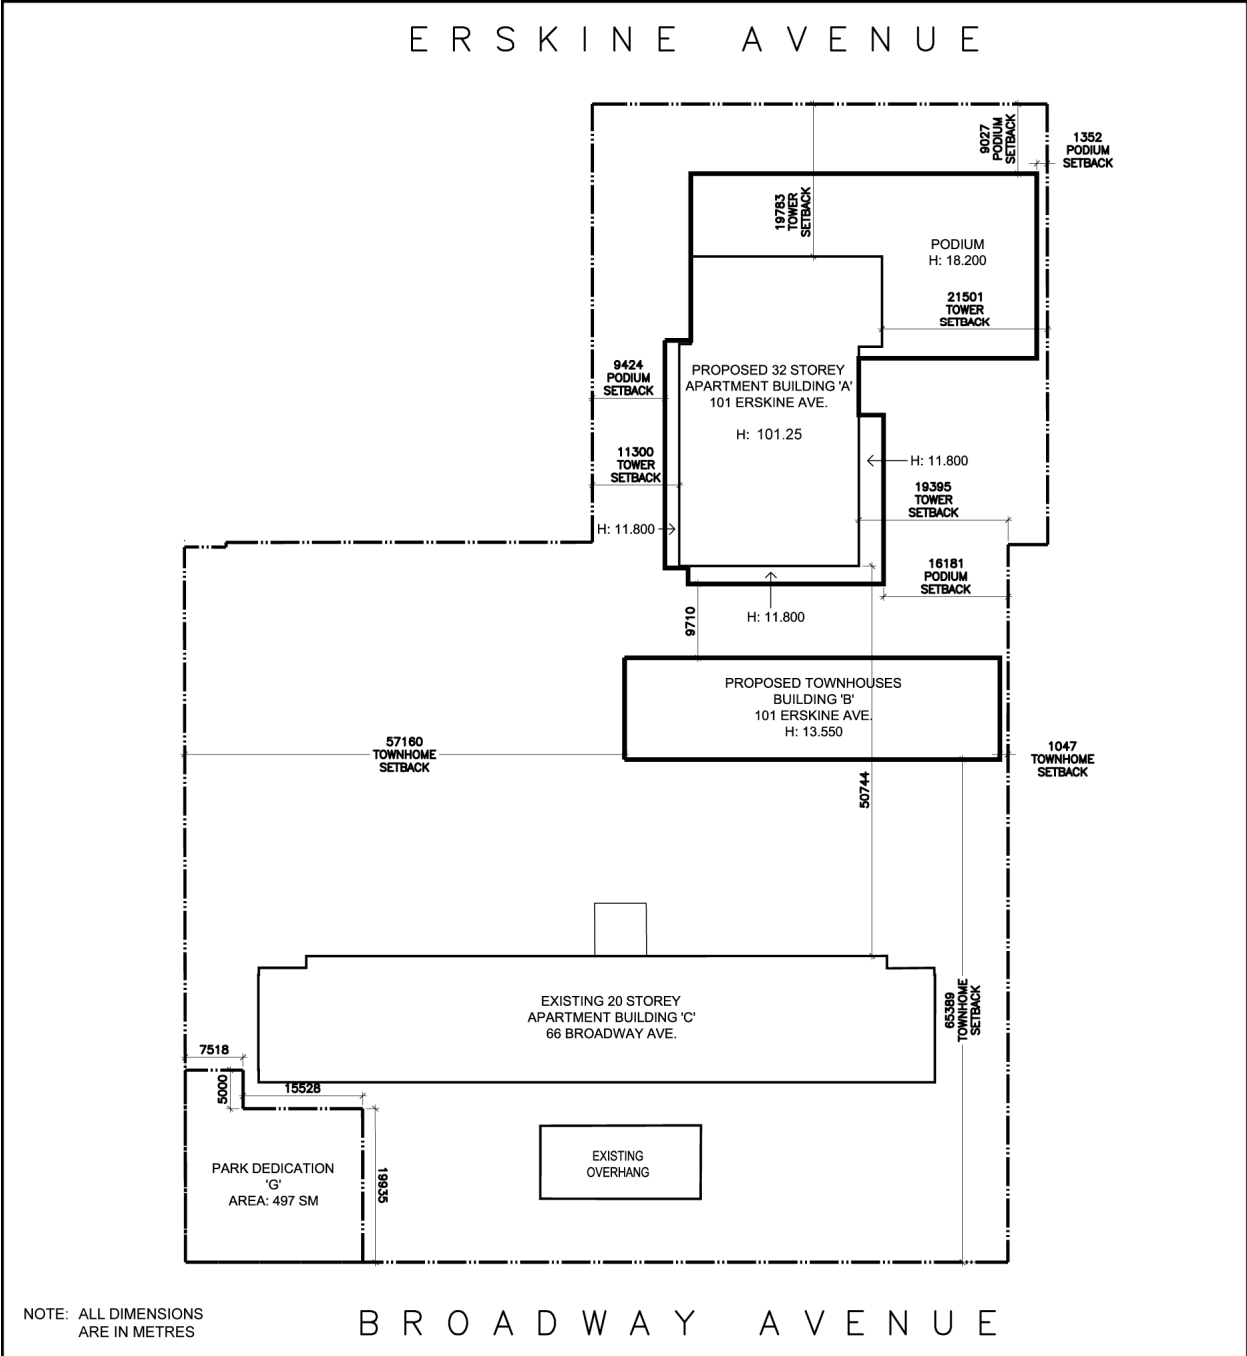 ERSKINE AVENUE
9027
PODIUM
SETBACK
1352
PODIUM
SETBACK
19783
TOWER
SETBACK
PODIUM
H: 18.200
21501
TOWER
SETBACK
9424
PODIUM
SETBACK
PROPOSED 32 STOREY
APARTMENT BUILDING 'A'
101 ERSKINE AVE.
H: 101.25
11300
TOWER
SETBACK
H: 11.800
19395
TOWER
SETBACK
H: 11.800
16181
PODIUM
SETBACK
H: 11.800
9710
PROPOSED TOWNHOUSES
BUILDING 'B'
101 ERSKINE AVE.
H: 13.550
57160
TOWNHOME
SETBACK
1047
TOWNHOME
SETBACK
50744
EXISTING 20 STOREY
APARTMENT BUILDING 'C'
66 BROADWAY AVE.
65389
TOWNHOME
SETBACK
7518
5000
15528
EXISTING
OVERHANG
PARK DEDICATION
'G'
AREA: 497 SM
19935
NOTE: ALL DIMENSIONS
ARE IN METRES
BROADWAY AVENUE